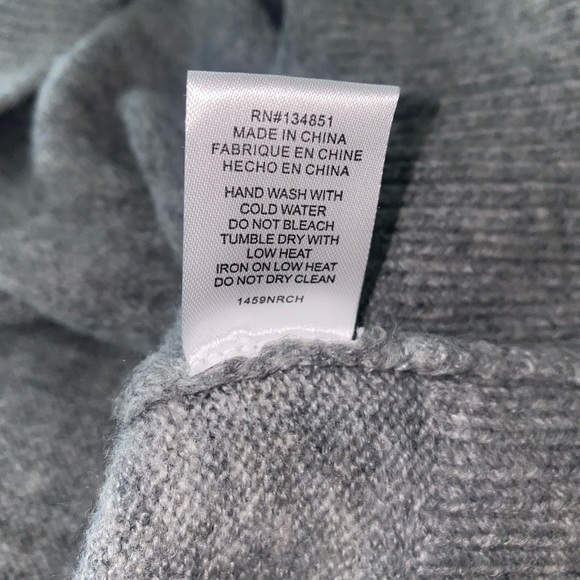 RN#134851
MADE IN CHINA
FABRIQUE EN CHINE
HECHO EN CHINA
HAND WASH WITH
COLD WATER
DO NOT BLEACH
TUMBLE DRY WITH
LOW HEAT
IRON ON LOW HEAT
DO NOT DRY CLEAN
1459NRCH